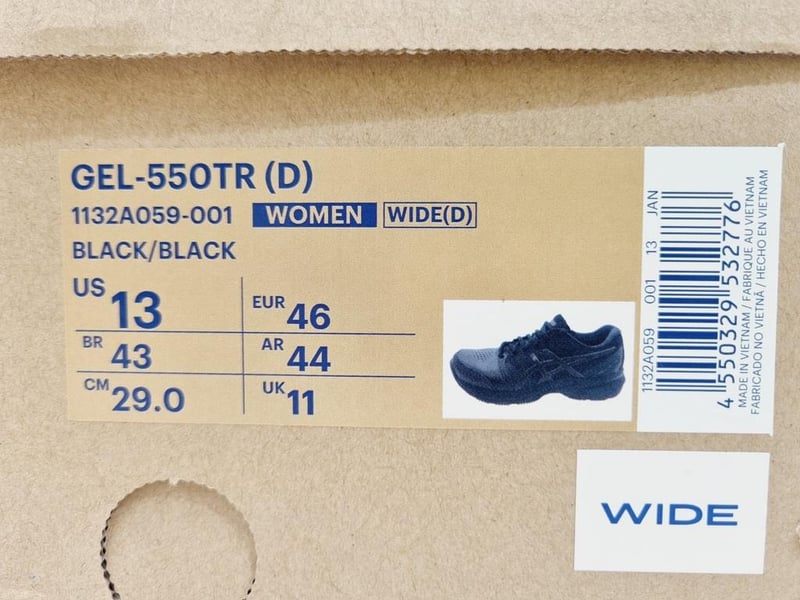 GEL-550TR (D)
1132A059-001 WOMEN WIDE(D)
BLACK/BLACK
US 13
EUR 46
BR 43
AR 44
CM 29.0
UK 11
1132A059 001 13 JAN
4 550329 532776
MADE IN VIETNAM / FABRIQUE AU VIETNAM
FABRICADO NO VIETNÃ / HECHO EN VIETNAM
WIDE